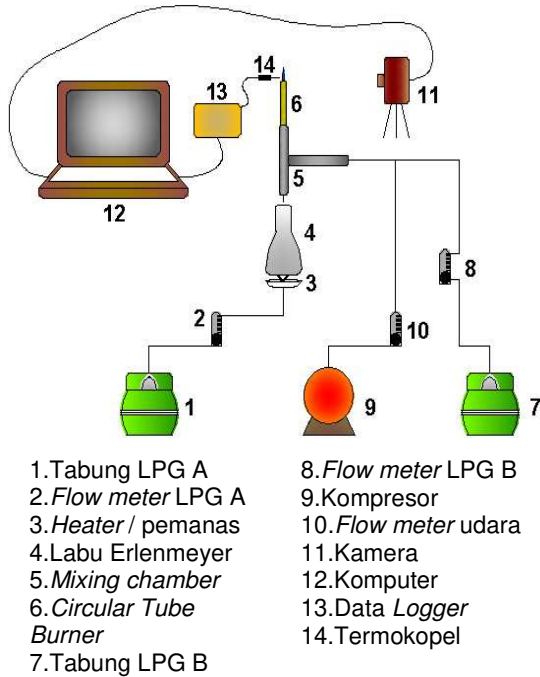 14
13
6
11
5
12
4
8
3
2
10
1
9
7
1.Tabung LPG A
2.Flow meter LPG A
3.Heater / pemanas
4.Labu Erlenmeyer
5.Mixing chamber
6.Circular Tube
Burner
7.Tabung LPG B
8.Flow meter LPG B
9.Kompresor
10.Flow meter udara
11.Kamera
12.Komputer
13.Data Logger
14.Termokopel